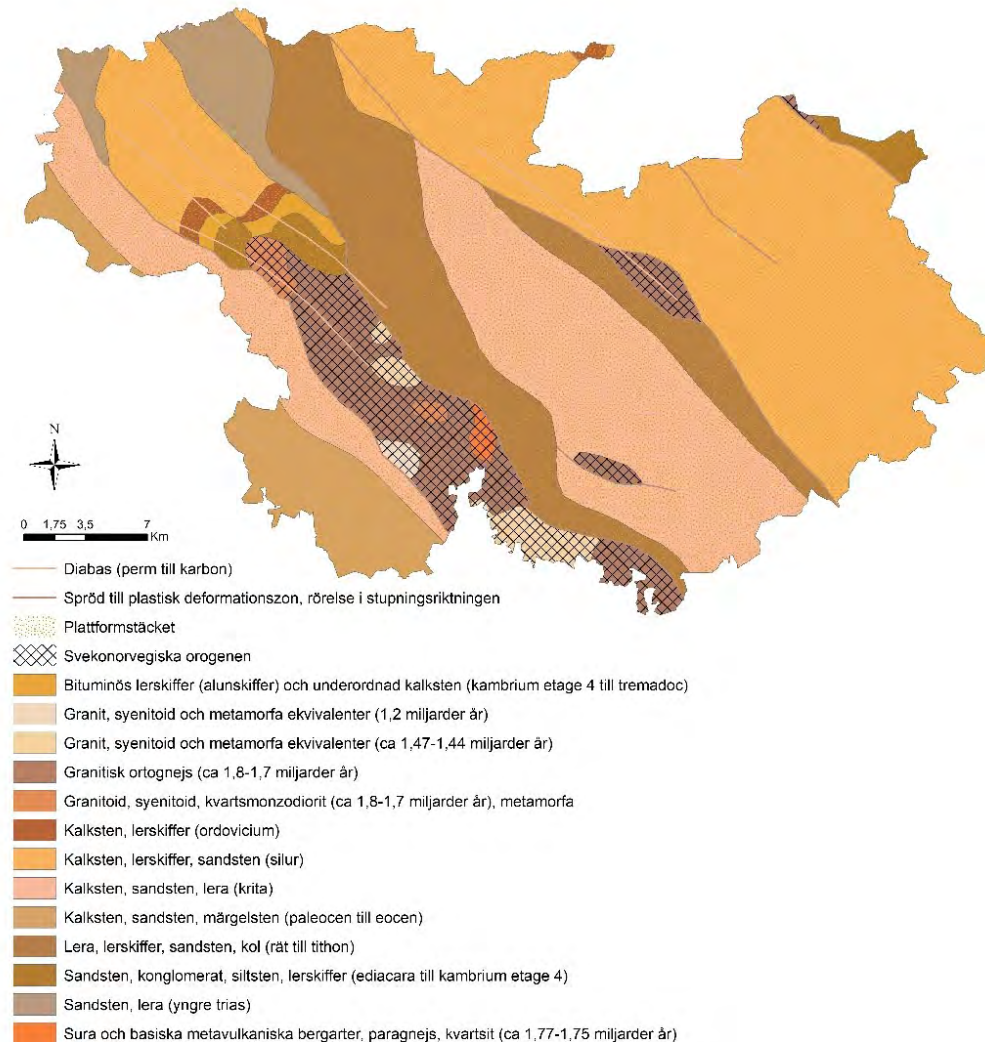 N
0 1,75 3,5 7
Km
Diabas (perm till karbon)
Spröd till plastisk deformationszon, rörelse i stupningsriktningen
Plattformstäcket
Svekonorvegiska orogenen
Bituminös lerskiffer (alunskiffer) och underordnad kalksten (kambrium etage 4 till tremadoc)
Granit, syenitoid och metamorfa ekvivalenter (1,2 miljarder år)
Granit, syenitoid och metamorfa ekvivalenter (ca 1,47-1,44 miljarder år)
Granitisk ortognejs (ca 1,8-1,7 miljarder år)
Granitoid, syenitoid, kvartsmonzodiorit (ca 1,8-1,7 miljarder år), metamorfa
Kalksten, lerskiffer (ordovicium)
Kalksten, lerskiffer, sandsten (silur)
Kalksten, sandsten, lera (krita)
Kalksten, sandsten, märgelsten (paleocen till eocen)
Lera, lerskiffer, sandsten, kol (rät till tithon)
Sandsten, konglomerat, siltsten, lerskiffer (ediacara till kambrium etage 4)
Sandsten, lera (yngre trias)
Sura och basiska metavulkaniska bergarter, paragnejs, kvartsit (ca 1,77-1,75 miljarder år)